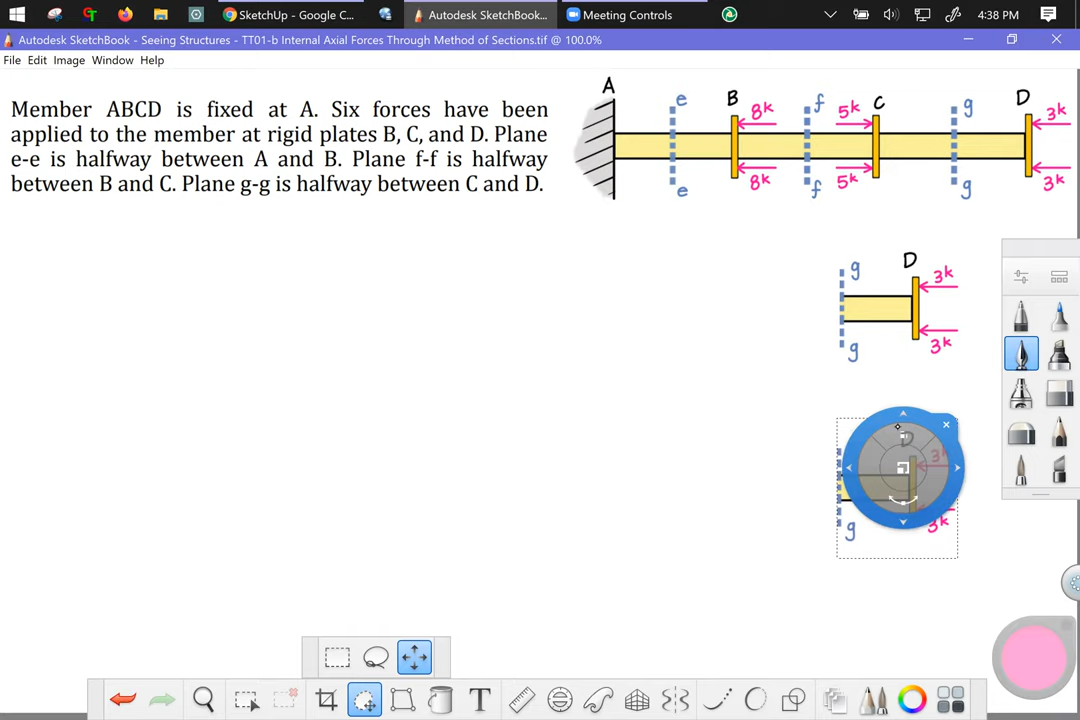 SketchUp - Google C...
Autodesk SketchBook...
Meeting Controls
4:38 PM
Autodesk SketchBook - Seeing Structures - TT01-b Internal Axial Forces Through Method of Sections.tif @ 100.0%
File Edit Image Window Help
Member ABCD is fixed at A. Six forces have been
applied to the member at rigid plates B, C, and D. Plane
e-e is halfway between A and B. Plane f-f is halfway
between B and C. Plane g-g is halfway between C and D.
A
e B 8k f 5k C g D 3k
e 8k f 5k g 3k
g D 3k
g 3k
D 3k
g 3k
T